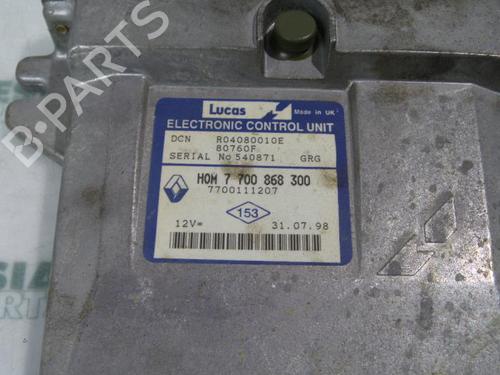 Lucas Made in UK
ELECTRONIC CONTROL UNIT
DCN R04080010E
80760F
SERIAL No 540871 GRG
HOM 7 700 868 300
7700111207
153
12V= 31.07.98
B-PARTS